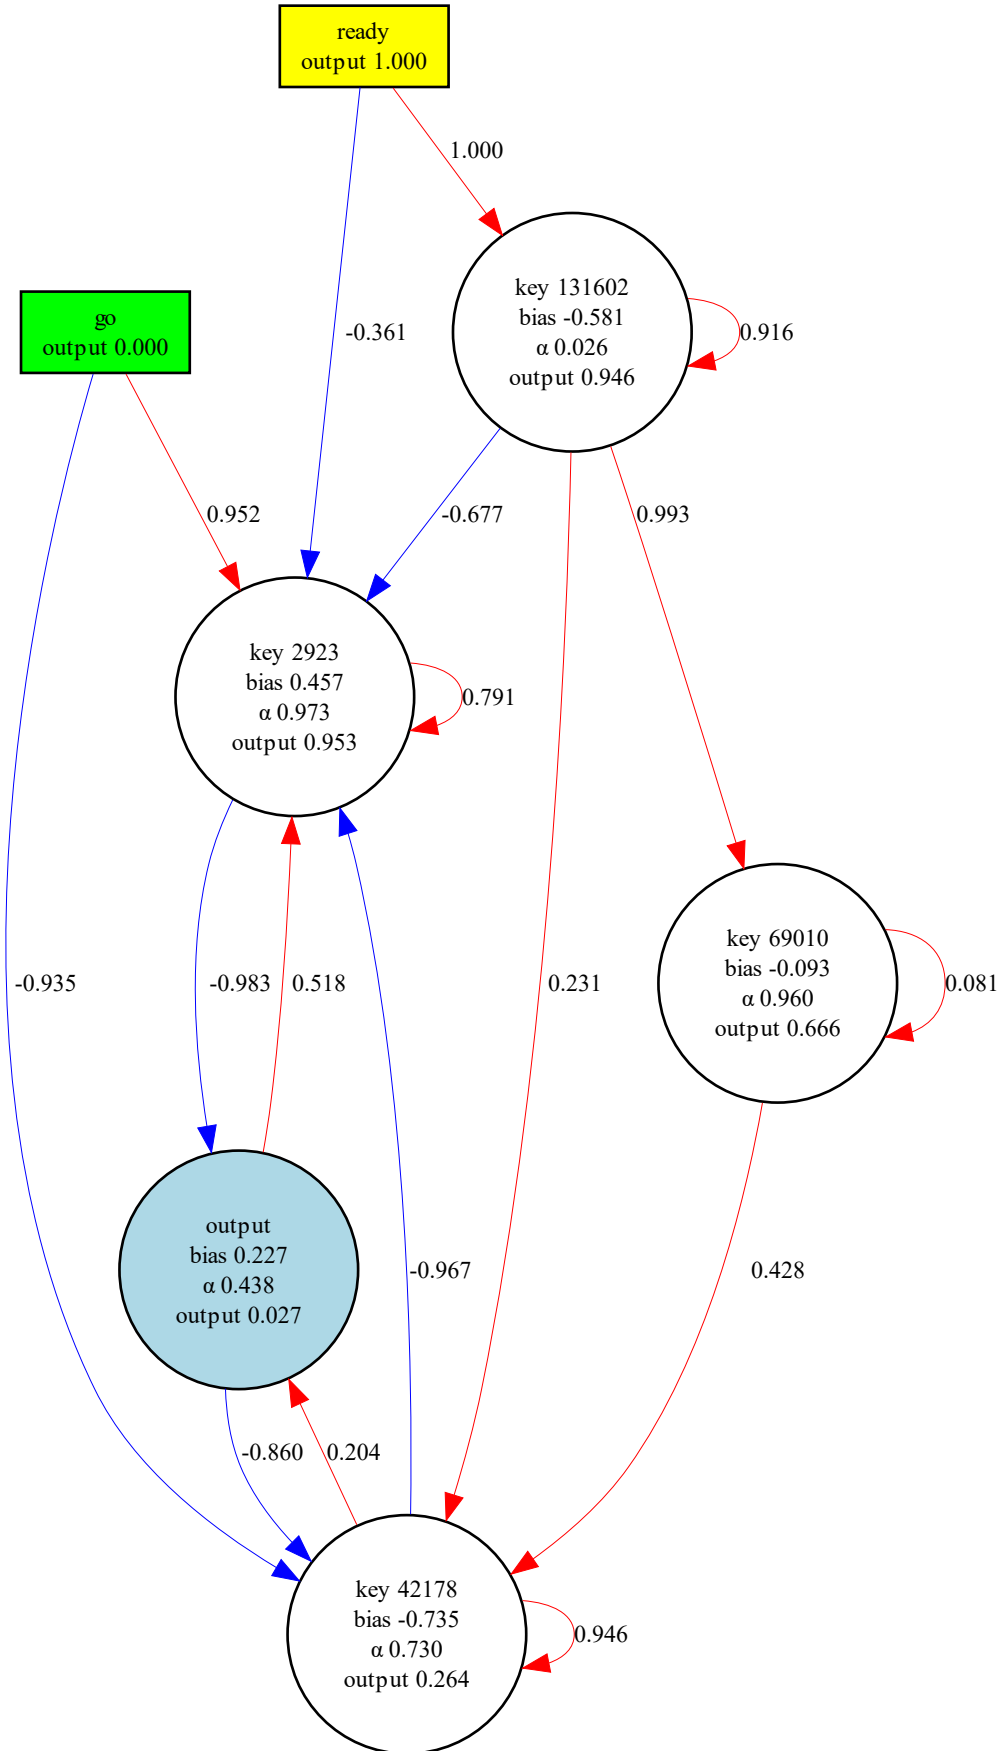 ready
output 1.000
1.000
key 131602
bias -0.581
α 0.026
output 0.946
0.916
go
output 0.000
-0.361
0.952
-0.677
0.993
key 2923
bias 0.457
α 0.973
output 0.953
0.791
key 69010
bias -0.093
α 0.960
output 0.666
0.081
-0.935
-0.983
0.518
0.231
output
bias 0.227
α 0.438
output 0.027
-0.967
0.428
-0.860
0.204
key 42178
bias -0.735
α 0.730
output 0.264
0.946